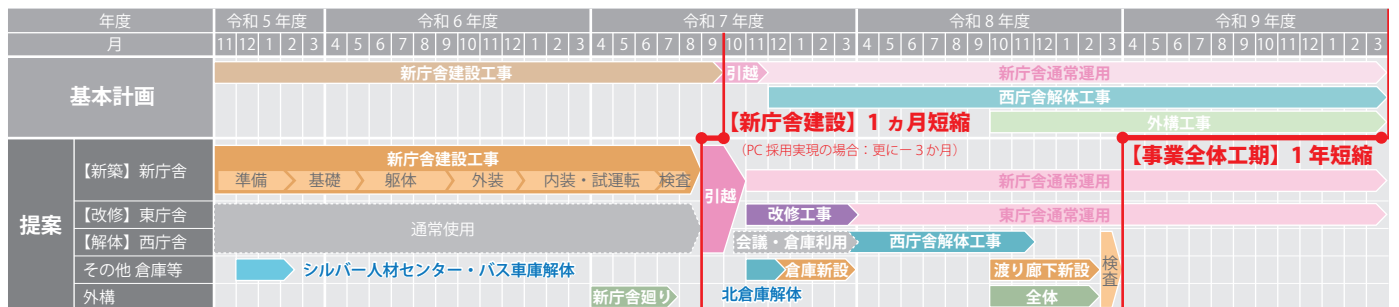 年度 令和5年度 令和6年度 令和7年度 令和8年度 令和9年度
月 11 12 1 2 3 4 5 6 7 8 9 10 11 12 1 2 3 4 5 6 7 8 9 10 11 12 1 2 3 4 5 6 7 8 9 10 11 12 1 2 3 4 5 6 7 8 9 10 11 12 1 2 3
基本計画
新庁舎建設工事 引越 新庁舎通常運用
西庁舎解体工事
外構工事
【新庁舎建設】1ヵ月短縮
(PC採用実現の場合:更に−3か月)
【事業全体工期】1年短縮
提案
【新築】新庁舎
新庁舎建設工事
準備 基礎 躯体 外装 内装・試運転 検査
引越
新庁舎通常運用
【改修】東庁舎
通常使用
改修工事 東庁舎通常運用
【解体】西庁舎
会議・倉庫利用 西庁舎解体工事
その他 倉庫等
シルバー人材センター・バス車庫解体
倉庫新設 渡り廊下新設 検査
外構
新庁舎廻り 北倉庫解体 全体